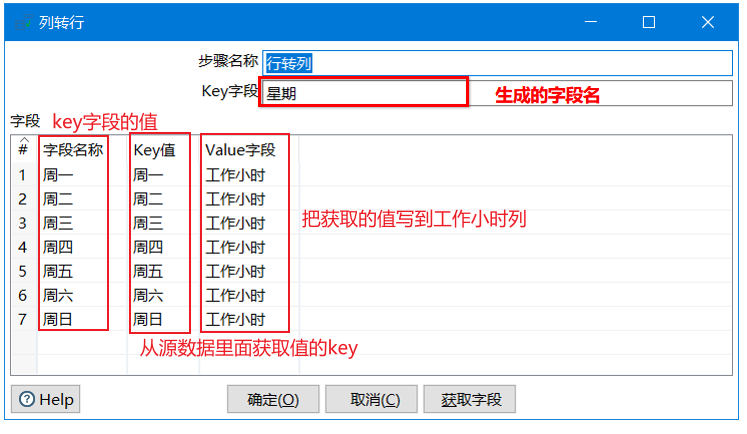 列转行
步骤名称 行转列
Key字段 星期 生成的字段名
字段 key字段的值
# 字段名称 Key值 Value字段
1 周一 周一 工作小时
2 周二 周二 工作小时
3 周三 周三 工作小时
把获取的值写到工作小时列
4 周四 周四 工作小时
5 周五 周五 工作小时
6 周六 周六 工作小时
7 周日 周日 工作小时
从源数据里面获取值的key
Help 确定(O) 取消(C) 获取字段